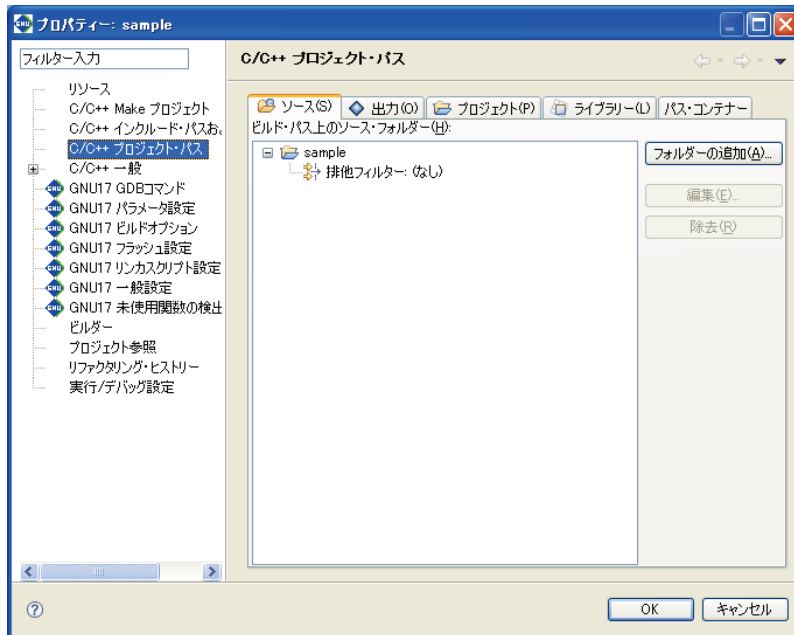 プロパティー: sample
フィルター入力
リソース
C/C++ Make プロジェクト
C/C++ インクルード・パスお
C/C++ プロジェクト・パス
C/C++ 一般
GNU17 GDBコマンド
GNU17 パラメータ設定
GNU17 ビルドオプション
GNU17 フラッシュ設定
GNU17 リンカスクリプト設定
GNU17 一般設定
GNU17 未使用関数の検出
ビルダー
プロジェクト参照
リファクタリング・ヒストリー
実行/デバッグ設定
C/C++ プロジェクト・パス
ソース(S) 出力(O) プロジェクト(P) ライブラリー(L) パス・コンテナー
ビルド・パス上のソース・フォルダー(H):
sample
排他フィルター: (なし)
フォルダーの追加(A)...
編集(E)...
除去(R)
OK キャンセル